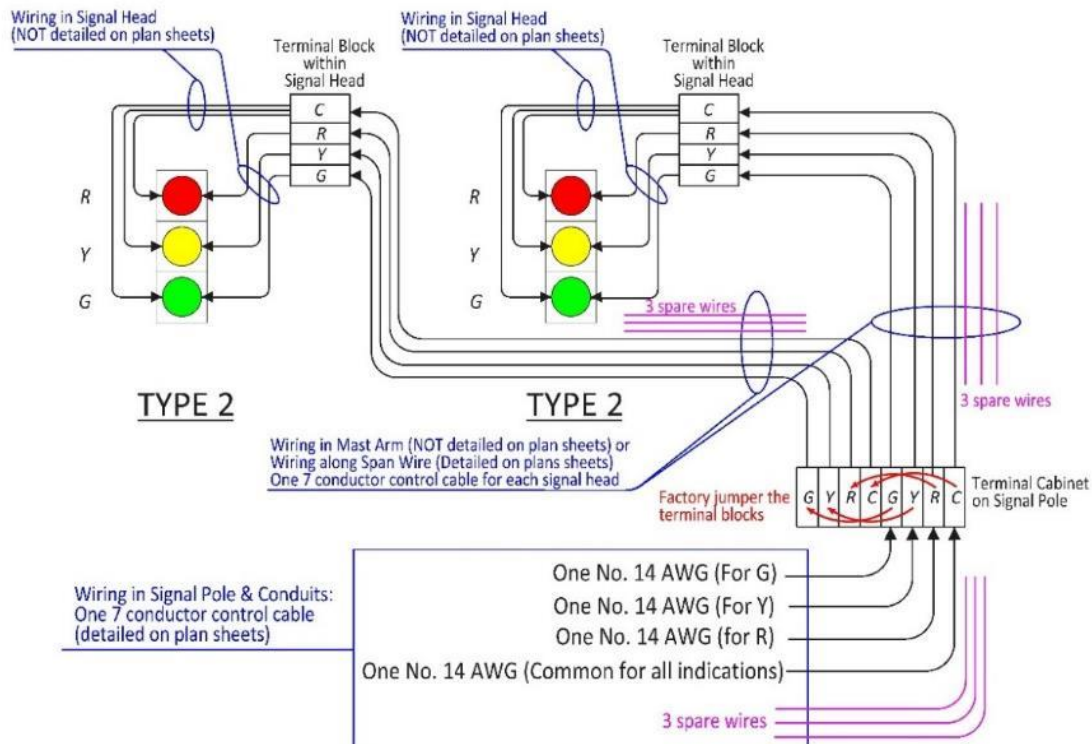 Wiring in Signal Head
(NOT detailed on plan sheets)
Terminal Block
within
Signal Head
C
R
Y
G
R
Y
G
TYPE 2
Wiring in Signal Head
(NOT detailed on plan sheets)
Terminal Block
within
Signal Head
C
R
Y
G
R
Y
G
TYPE 2
3 spare wires
3 spare wires
Wiring in Mast Arm (NOT detailed on plan sheets) or
Wiring along Span Wire (Detailed on plans sheets)
One 7 conductor control cable for each signal head
Factory jumper the
terminal blocks
G Y R C G Y R C
Terminal Cabinet
on Signal Pole
Wiring in Signal Pole & Conduits:
One 7 conductor control cable
(detailed on plan sheets)
One No. 14 AWG (For G)
One No. 14 AWG (For Y)
One No. 14 AWG (for R)
One No. 14 AWG (Common for all indications)
3 spare wires